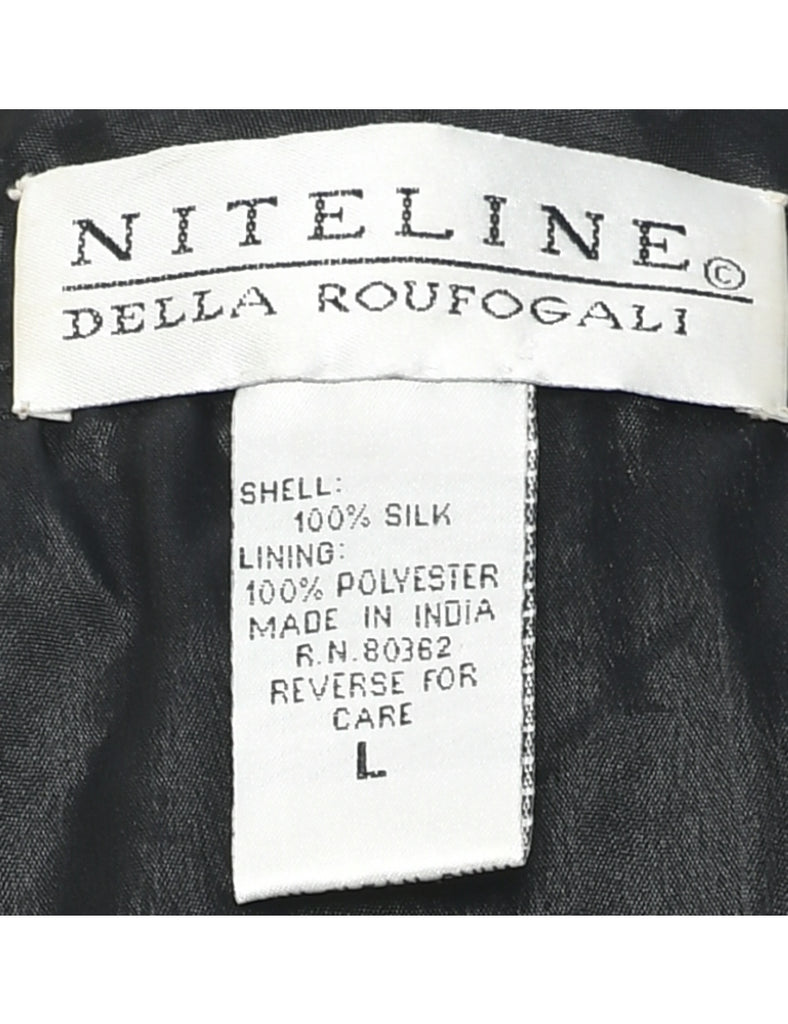 NITELINE©
DELLA ROUFOGALI
SHELL:
100% SILK
LINING:
100% POLYESTER
MADE IN INDIA
R.N.80362
REVERSE FOR
CARE
L